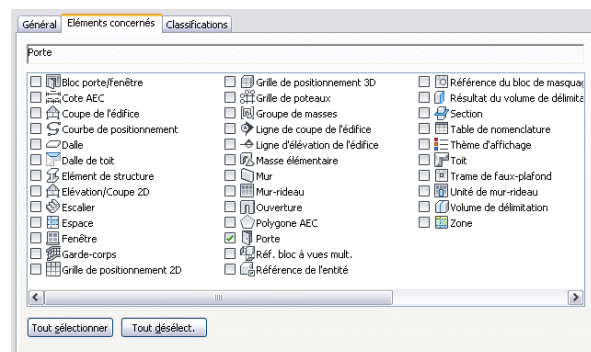 Général
Eléments concernés
Classifications
Porte
Bloc porte/fenêtre
Cote AEC
Coupe de l'édifice
Courbe de positionnement
Dalle
Dalle de toit
Elément de structure
Elévation/Coupe 2D
Escalier
Espace
Fenêtre
Garde-corps
Grille de positionnement 2D
Grille de positionnement 3D
Grille de poteaux
Groupe de masses
Ligne de coupe de l'édifice
Ligne d'élévation de l'édifice
Masse élémentaire
Mur
Mur-rideau
Ouverture
Polygone AEC
Porte
Réf. bloc à vues mult.
Référence de l'entité
Référence du bloc de masquag
Résultat du volume de délimita
Section
Table de nomenclature
Thème d'affichage
Toit
Trame de faux-plafond
Unité de mur-rideau
Volume de délimitation
Zone
Tout sélectionner
Tout désélect.